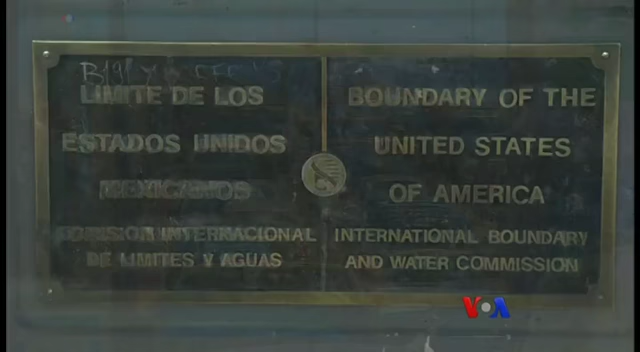 LIMITE DE LOS
ESTADOS UNIDOS
MEXICANOS
COMISION INTERNACIONAL
DE LIMITES Y AGUAS
BOUNDARY OF THE
UNITED STATES
OF AMERICA
INTERNATIONAL BOUNDARY
AND WATER COMMISSION
VOA